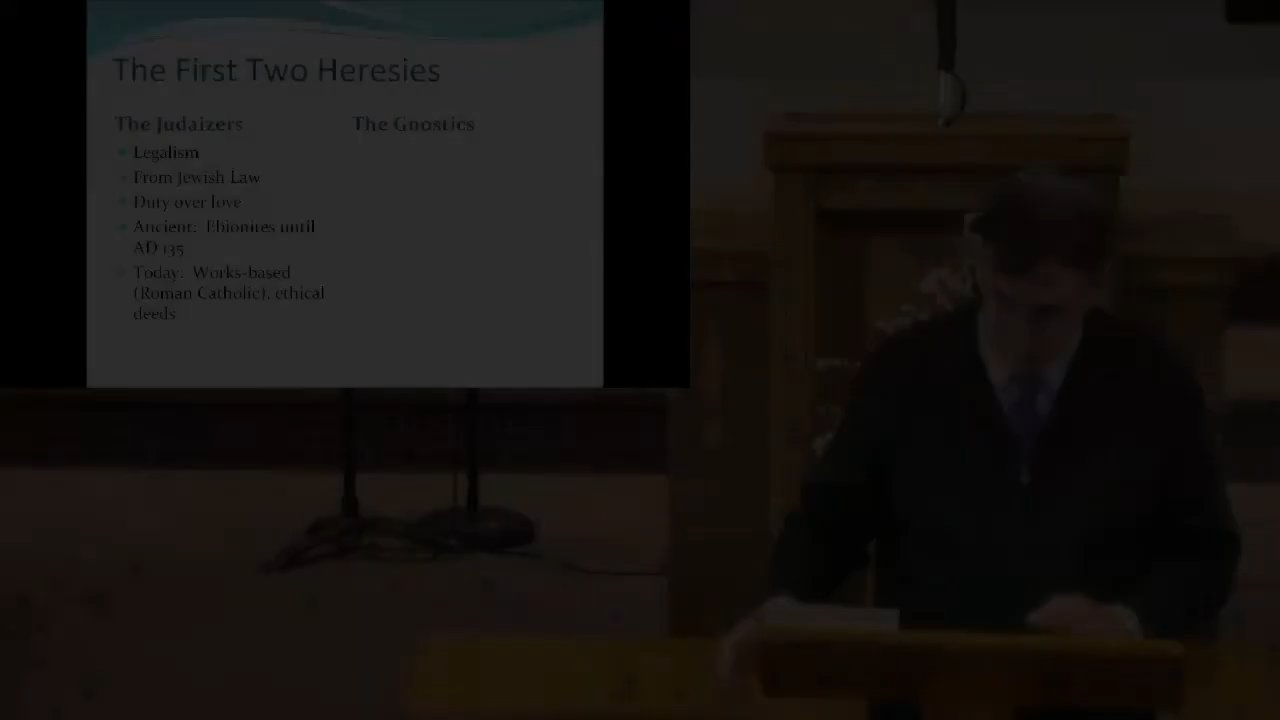 The First Two Heresies
The Judaizers
Legalism
From Jewish Law
Duty over love
Ancient: Ebionites until
AD 135
Today: Works-based
(Roman Catholic), ethical
deeds
The Gnostics